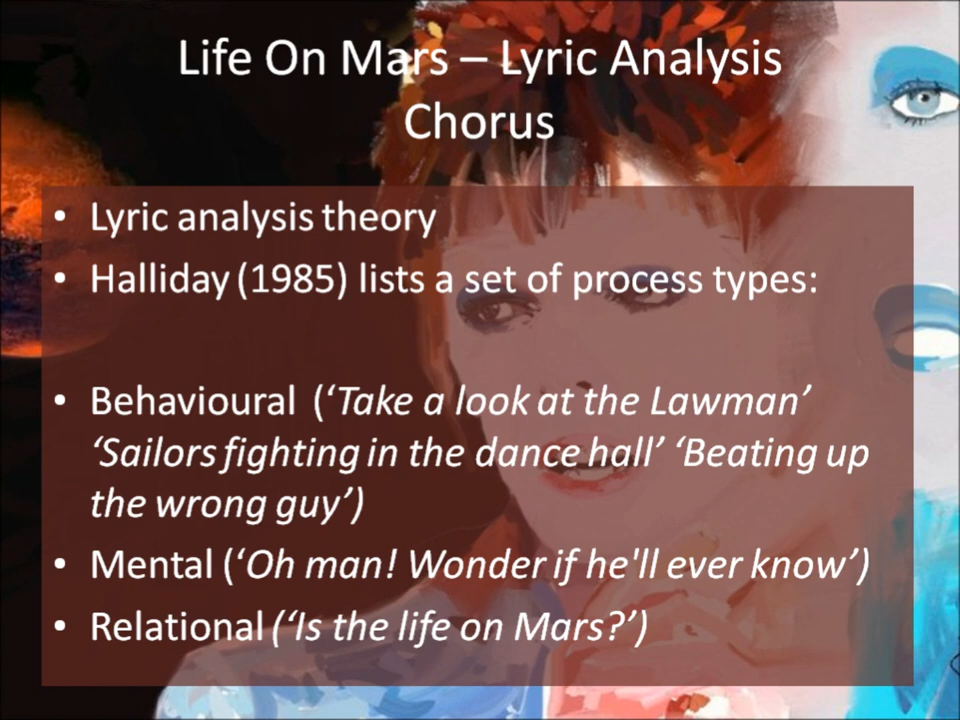 Life On Mars – Lyric Analysis
Chorus
• Lyric analysis theory
• Halliday (1985) lists a set of process types:
• Behavioural (‘Take a look at the Lawman’
‘Sailors fighting in the dance hall’ ‘Beating up
the wrong guy’)
• Mental (‘Oh man! Wonder if he'll ever know’)
• Relational (‘Is the life on Mars?’)